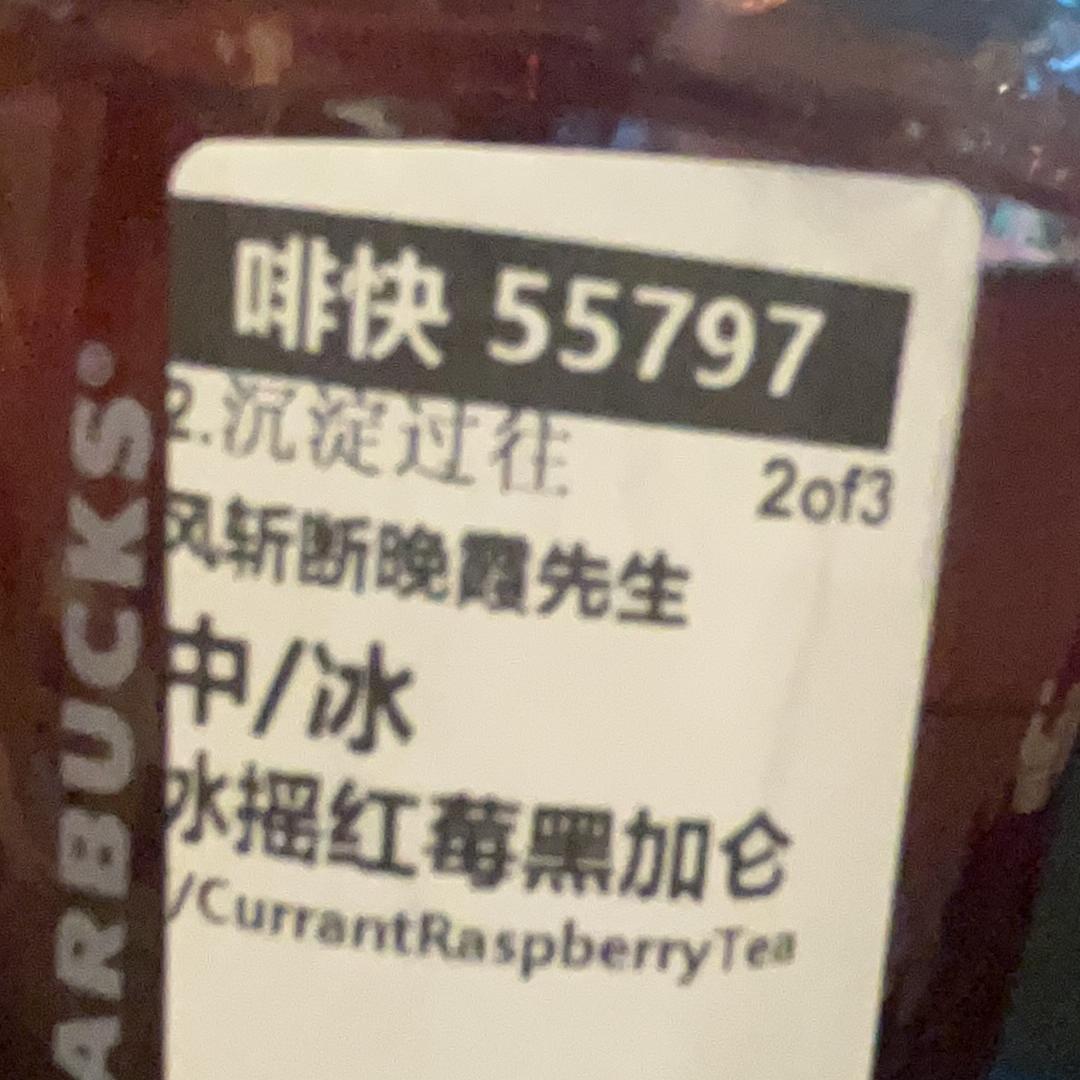 啡快 55797
2.沉淀过往
2of3
风斩断晚霞先生
中/冰
冰摇红莓黑加仑
/CurrantRaspberryTea
ARBUCKS